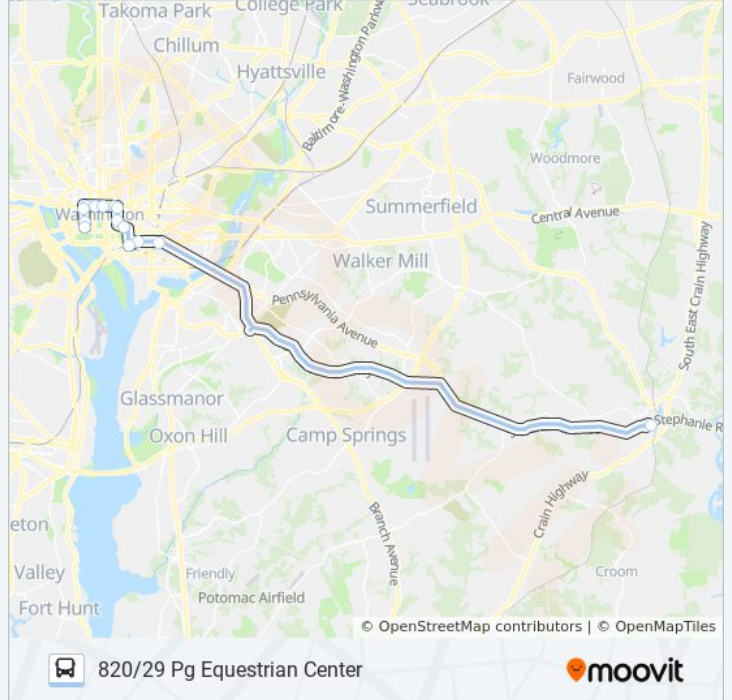 Takoma Park
College Park
Seabrook
Chillum
Hyattsville
Baltimore-Washington Parkway
Fairwood
Woodmore
Washington
Summerfield
Central Avenue
Walker Mill
South East Crain Highway
Pennsylvania Avenue
Glassmanor
Oxon Hill
Camp Springs
Stephanie R
Crain Highway
Branch Avenue
eton
Valley
Friendly
Croom
Potomac Airfield
Fort Hunt
© OpenStreetMap contributors | © OpenMapTiles
820/29 Pg Equestrian Center
moovit